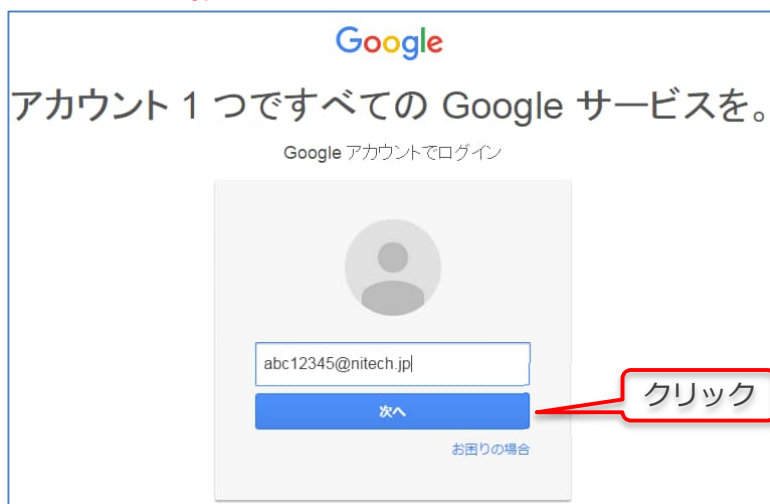 Google
アカウント 1 つですべての Google サービスを。
Google アカウントでログイン
abc12345@nitech.jp
次へ
クリック
お困りの場合